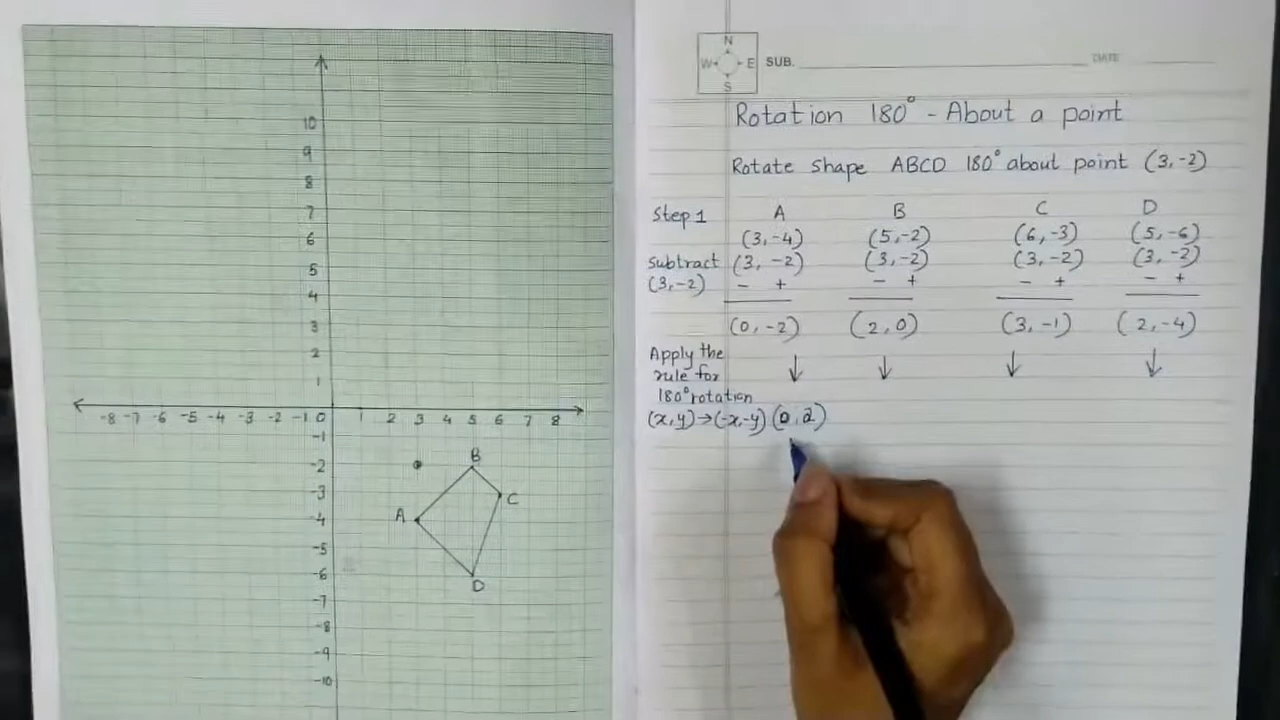 10
9
8
7
6
5
4
3
2
1
-8 -7 -6 -5 -4 -3 -2 -1 0 1 2 3 4 5 6 7 8
-1
-2
-3
-4
-5
-6
-7
-8
-9
-10
B
C
A
D
N
W E SUB. DATE
S
Rotation 180° - About a point
Rotate shape ABCD 180° about point (3,-2)
Step 1 A B C D
(3,-4) (5,-2) (6,-3) (5,-6)
subtract (3,-2) (3,-2) (3,-2) (3,-2)
(3,-2) - + - + - + - +
(0,-2) (2,0) (3,-1) (2,-4)
Apply the ↓ ↓ ↓ ↓
rule for
180° rotation
(x,y)→(-x,-y) (0,2)